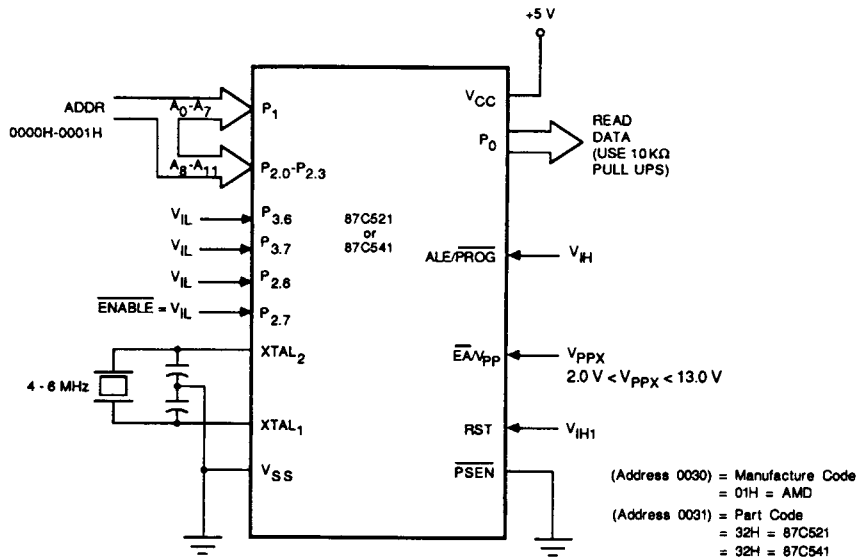 +5 V
ADDR
0000H-0001H
A0-A7
P1
A8-A11
P2.0-P2.3
VIL
P3.6
VIL
P3.7
VIL
P2.6
ENABLE = VIL
P2.7
XTAL2
4 - 6 MHz
XTAL1
VSS
87C521
or
87C541
VCC
P0
READ
DATA
(USE 10KΩ
PULL UPS)
ALE/PROG
VIH
EA/VPP
VPPX
2.0 V < VPPX < 13.0 V
RST
VIH1
PSEN
(Address 0030) = Manufacture Code
= 01H = AMD
(Address 0031) = Part Code
= 32H = 87C521
= 32H = 87C541